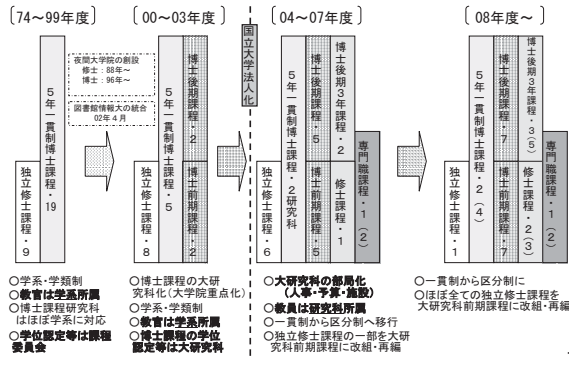 〔74～99年度〕
夜間大学院の創設
修士：88年～
博士：96年～
図書館情報大の統合
02年４月
５年一貫制博士課程・19
独立修士課程・9
〔00～03年度〕
５年一貫制博士課程・5
博士後期課程・2
博士前期課程・2
独立修士課程・8
国立大学法人化
〔04～07年度〕
５年一貫制博士課程・2研究科
博士後期課程・5
博士後期３年課程・2
博士前期課程・5
修士課程・1
専門職課程・1（2）
独立修士課程・6
〔08年度～〕
５年一貫制博士課程・2（4）
博士後期課程・7
博士後期３年課程・3（5）
博士前期課程・7
修士課程・2（3）
専門職課程・1（2）
独立修士課程・1
○学系・学類制
○教官は学系所属
○博士課程研究科
はほぼ学系に対応
○学位認定等は課程
委員会
○博士課程の大研
究科化（大学院重点化）
○学系・学類制
○教官は学系所属
○博士課程の学位
認定等は大研究科
○大研究科の部局化
（人事・予算・施設）
○教員は研究科所属
○一貫制から区分制へ移行
○独立修士課程の一部を大研
究科前期課程に改組・再編
○一貫制から区分制に
○ほぼ全ての独立修士課程を
大研究科前期課程に改組・再編